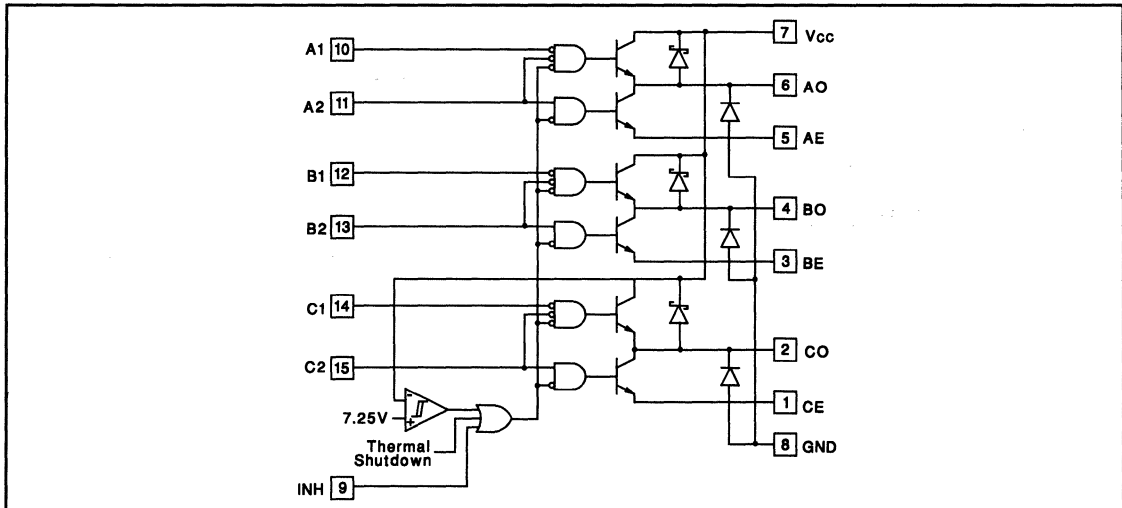 A1 10
7 Vcc
6 AO
A2 11
5 AE
B1 12
4 BO
B2 13
3 BE
C1 14
2 CO
C2 15
1 CE
-
+
7.25V
Thermal
Shutdown
8 GND
INH 9